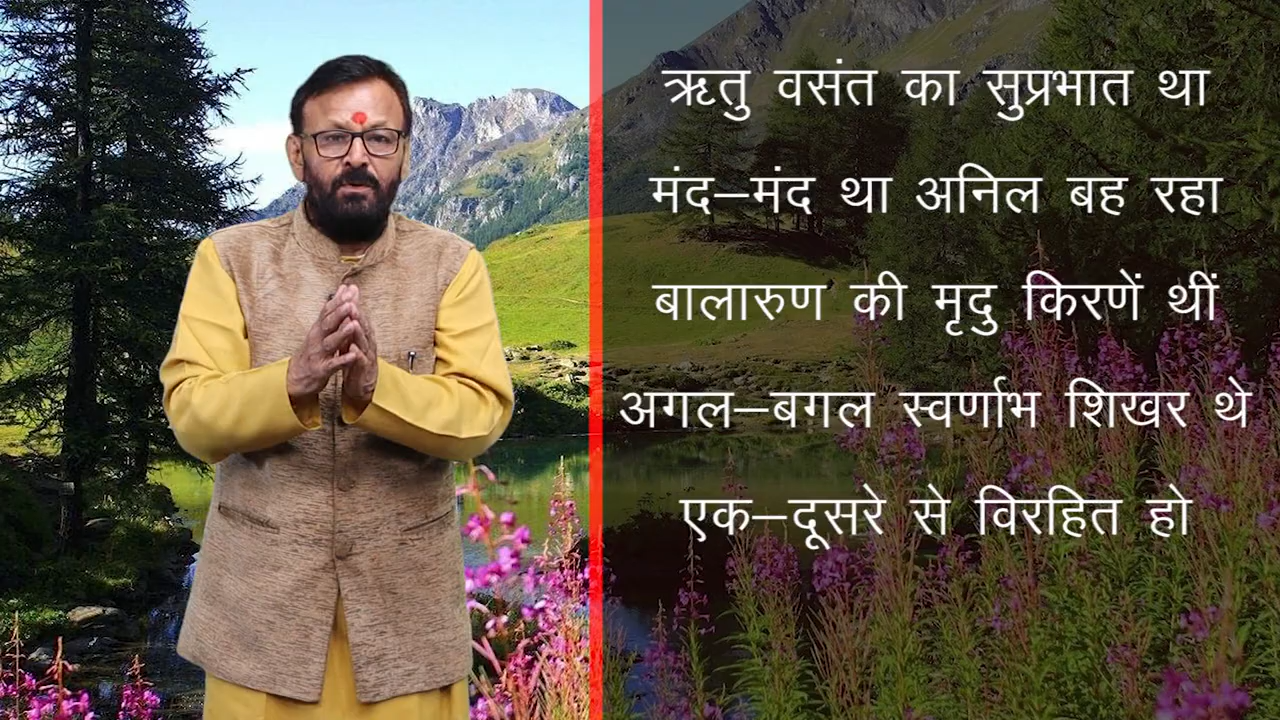 ऋतु वसंत का सुप्रभात था
मंद–मंद था अनिल बह रहा
बालारुण की मृदु किरणें थीं
अगल–बगल स्वर्णाभ शिखर थे
एक–दूसरे से विरहित हो